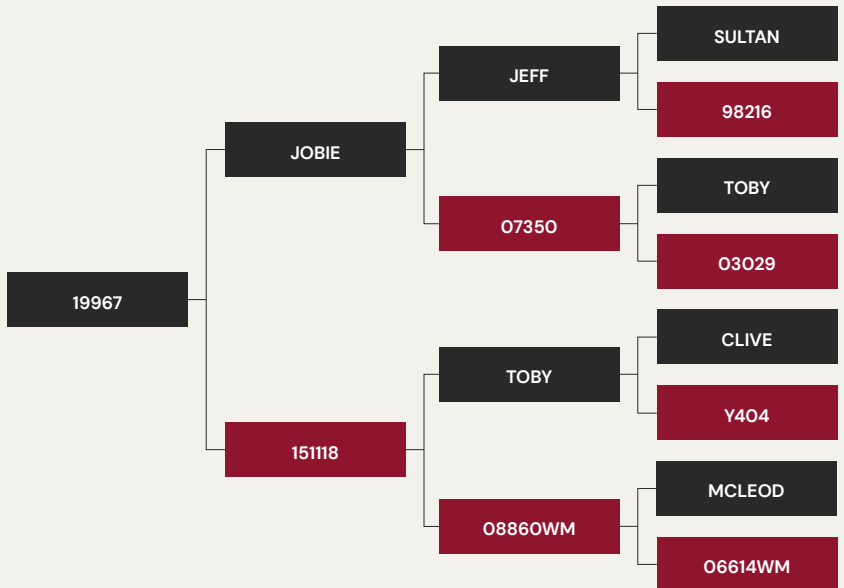 SULTAN
JEFF
98216
JOBIE
TOBY
07350
03029
19967
CLIVE
TOBY
Y404
151118
MCLEOD
08860WM
06614WM